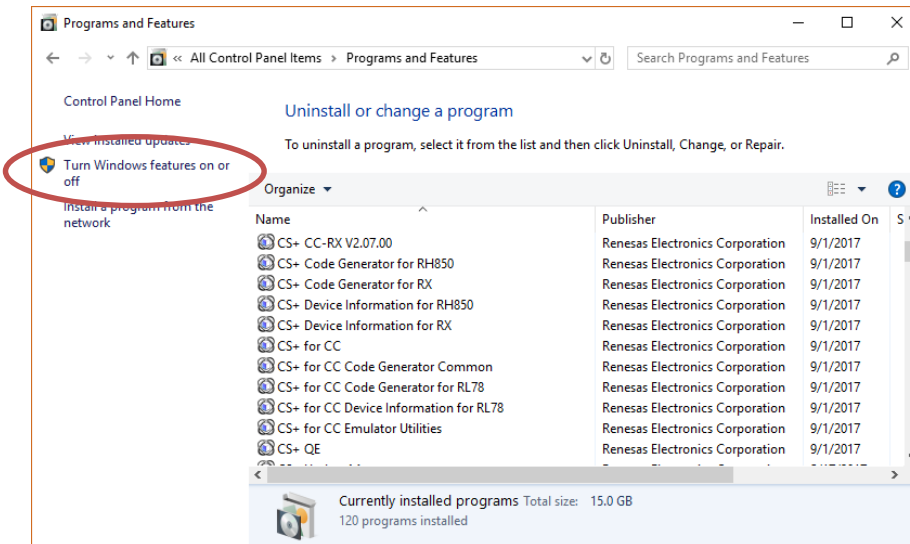 Programs and Features
« All Control Panel Items > Programs and Features
Search Programs and Features
Control Panel Home
View installed updates
Turn Windows features on or
off
Install a program from the
network
Uninstall or change a program
To uninstall a program, select it from the list and then click Uninstall, Change, or Repair.
Organize
Name Publisher Installed On S
CS+ CC-RX V2.07.00 Renesas Electronics Corporation 9/1/2017
CS+ Code Generator for RH850 Renesas Electronics Corporation 9/1/2017
CS+ Code Generator for RX Renesas Electronics Corporation 9/1/2017
CS+ Device Information for RH850 Renesas Electronics Corporation 9/1/2017
CS+ Device Information for RX Renesas Electronics Corporation 9/1/2017
CS+ for CC Renesas Electronics Corporation 9/1/2017
CS+ for CC Code Generator Common Renesas Electronics Corporation 9/1/2017
CS+ for CC Code Generator for RL78 Renesas Electronics Corporation 9/1/2017
CS+ for CC Device Information for RL78 Renesas Electronics Corporation 9/1/2017
CS+ for CC Emulator Utilities Renesas Electronics Corporation 9/1/2017
CS+ QE Renesas Electronics Corporation 9/1/2017
Currently installed programs Total size: 15.0 GB
120 programs installed